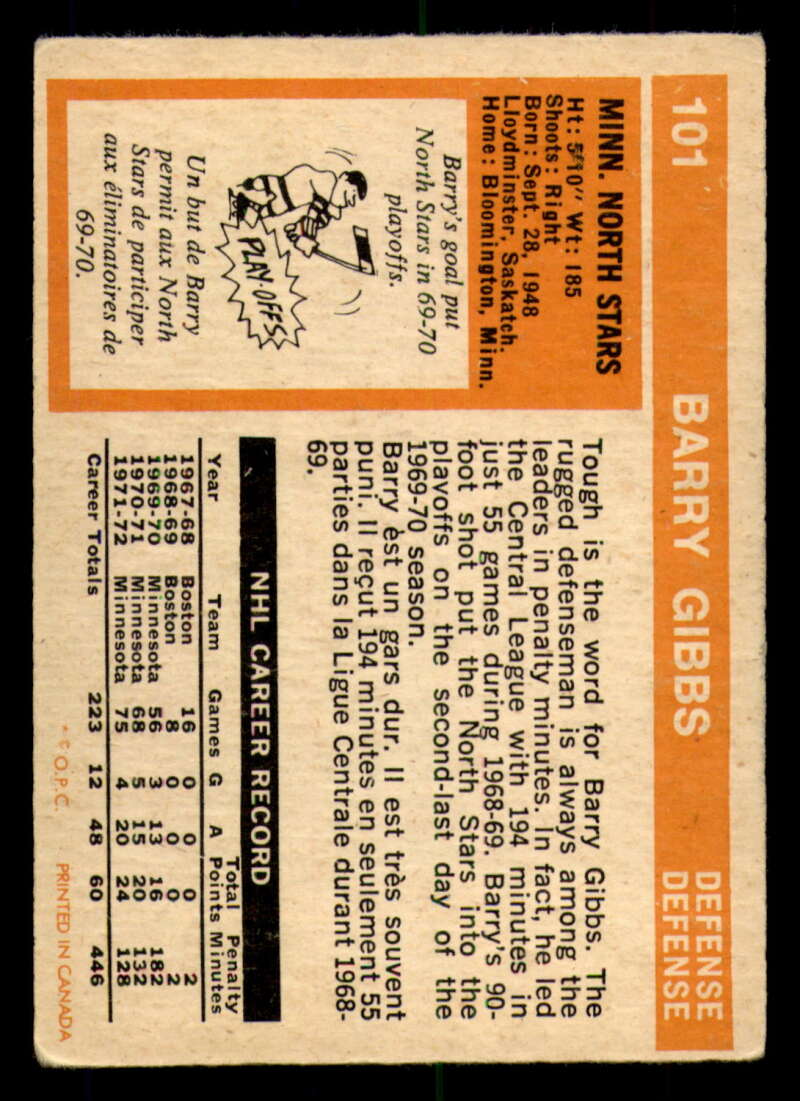 101 BARRY GIBBS DEFENSE
DEFENSE
MINN. NORTH STARS
Ht: 5'10" Wt: 185
Shoots: Right
Born: Sept. 28, 1948
Lloydminster, Saskatch.
Home: Bloomington, Minn.
Barry's goal put
North Stars in 69-70
playoffs.
PLAY-OFFS
Un but de Barry
permit aux North
Stars de participer
aux éliminatoires de
69-70.
Tough is the word for Barry Gibbs. The
rugged defenseman is always among the
leaders in penalty minutes. In fact, he led
the Central League with 194 minutes in
just 55 games during 1968-69. Barry's 90-
foot shot put the North Stars into the
playoffs on the second-last day of the
1969-70 season.
Barry èst un gars dur. Il est très souvent
puni. Il reçut 194 minutes en seulement 55
parties dans la Ligue Centrale durant 1968-
69.
NHL CAREER RECORD
Total Penalty
Year Team Games G A Points Minutes
1967-68 Boston 16 0 0 0 2
1968-69 Boston 8 0 0 0 2
1969-70 Minnesota 56 3 13 16 182
1970-71 Minnesota 68 5 15 20 132
1971-72 Minnesota 75 4 20 24 128
Career Totals 223 12 48 60 446
* © O.P.C. PRINTED IN CANADA